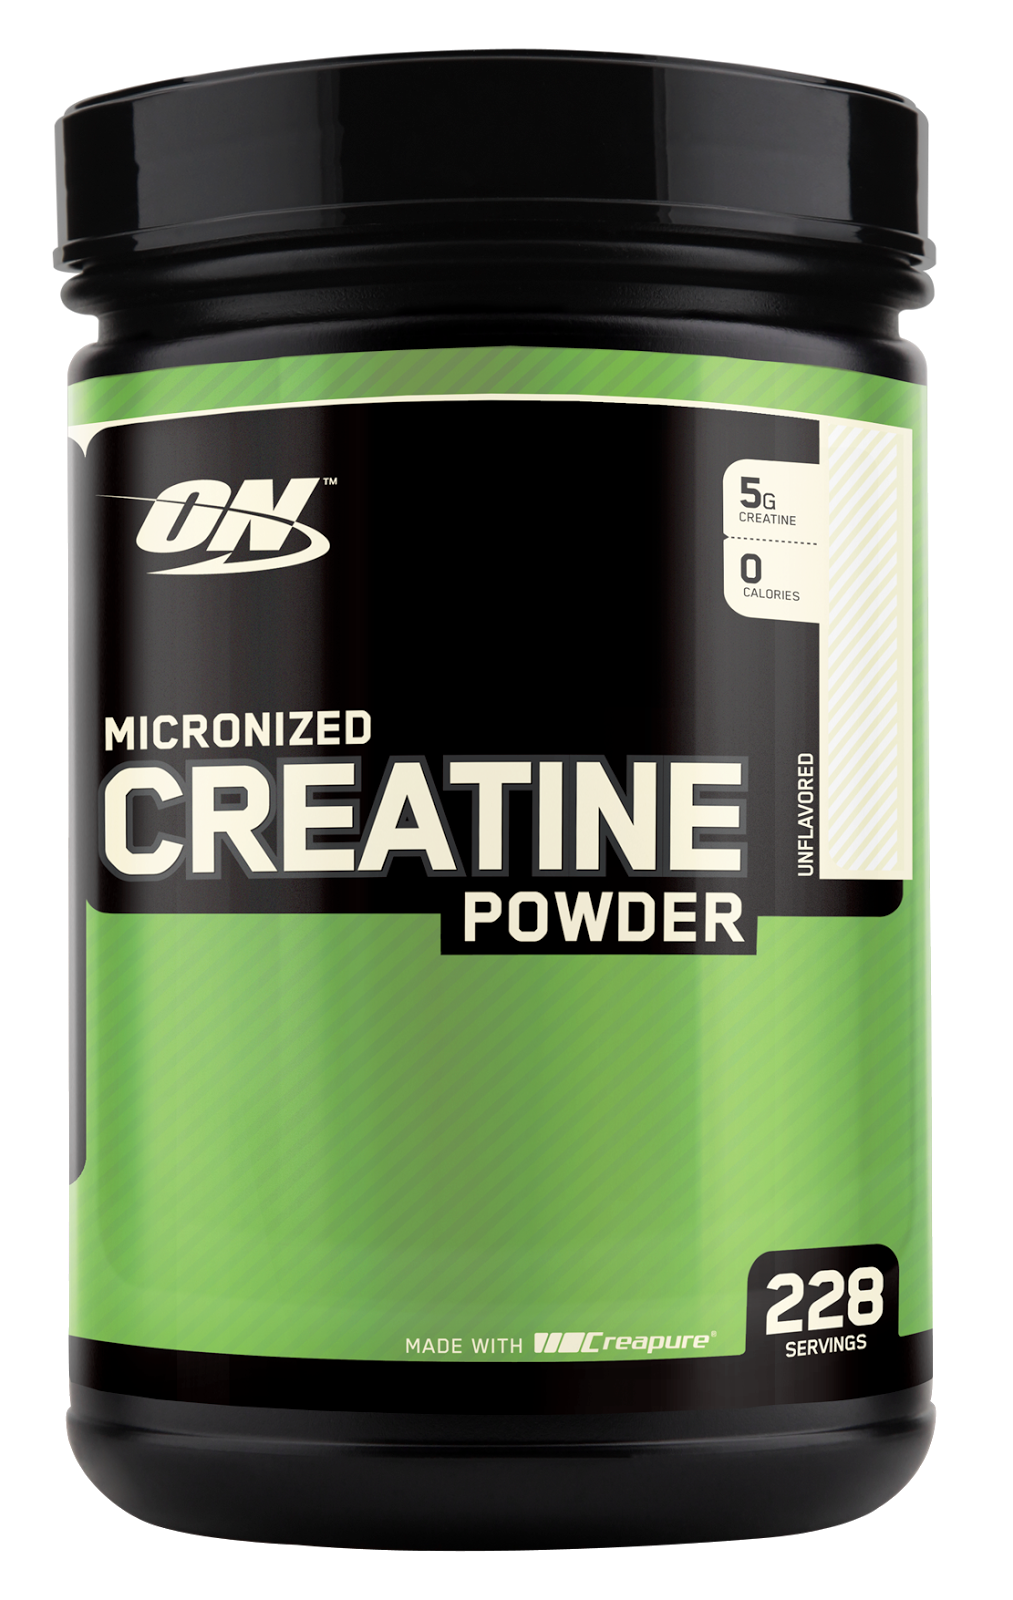 ON™
5G
CREATINE
0
CALORIES
MICRONIZED
CREATINE
POWDER
UNFLAVORED
MADE WITH Creapure®
228
SERVINGS